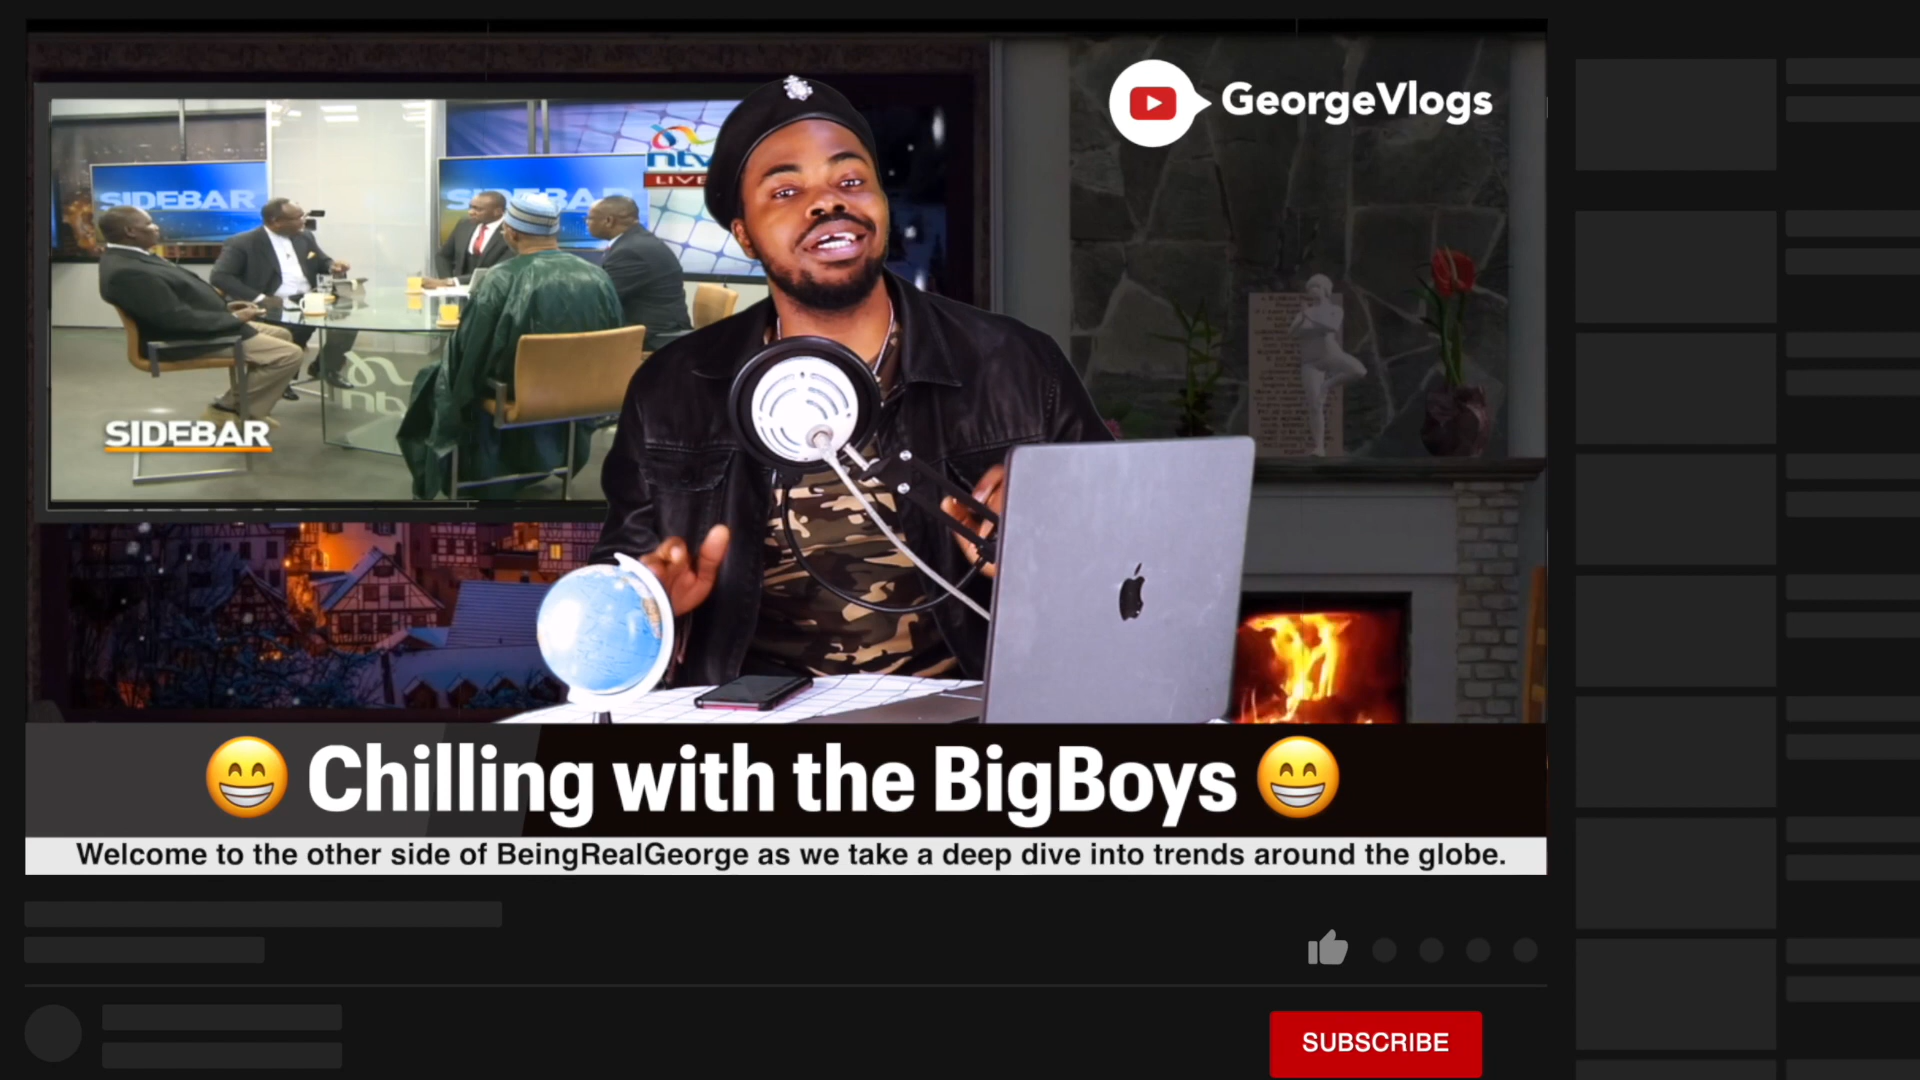 GeorgeVlogs
SIDEBAR
SIDEBAR
ntv
LIVE
ntv
SIDEBAR
😁 Chilling with the BigBoys 😁
Welcome to the other side of BeingRealGeorge as we take a deep dive into trends around the globe.
SUBSCRIBE